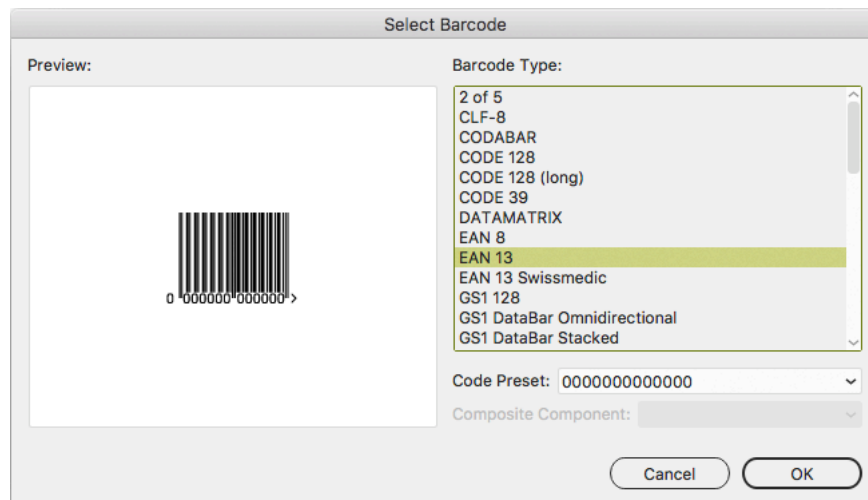 Select Barcode
Preview:
0 000000 000000 >
Barcode Type:
2 of 5
CLF-8
CODABAR
CODE 128
CODE 128 (long)
CODE 39
DATAMATRIX
EAN 8
EAN 13
EAN 13 Swissmedic
GS1 128
GS1 DataBar Omnidirectional
GS1 DataBar Stacked
Code Preset: 0000000000000
Composite Component:
Cancel OK